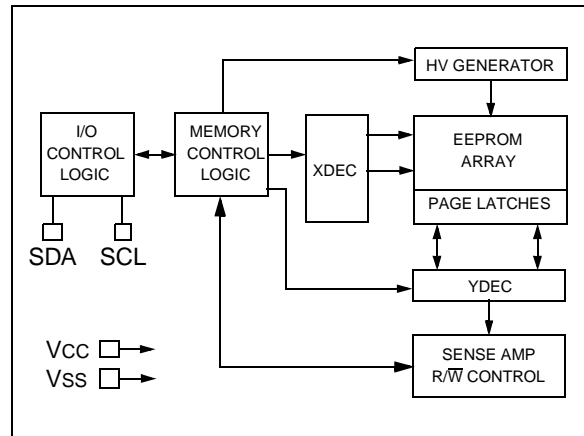 HV GENERATOR
I/O
CONTROL
LOGIC
MEMORY
CONTROL
LOGIC
XDEC
EEPROM
ARRAY
PAGE LATCHES
SDA
SCL
YDEC
VCC
VSS
SENSE AMP
R/W̅ CONTROL